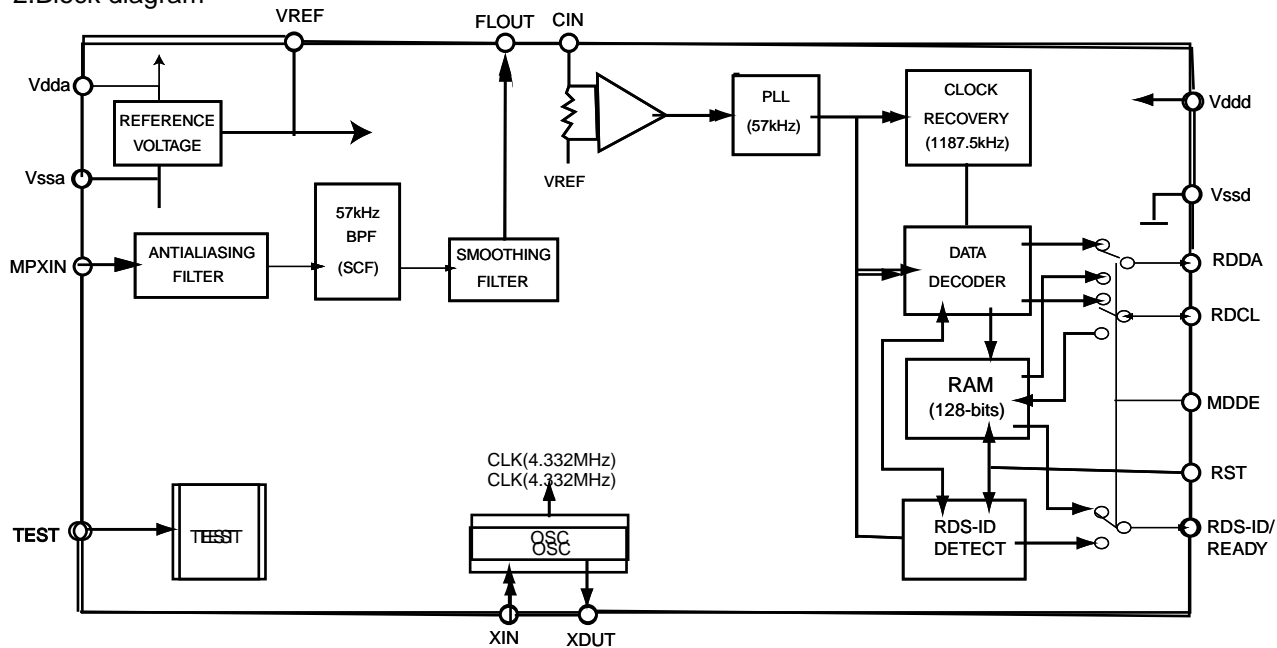 2.Block diagram
VREF
FLOUT
CIN
Vdda
REFERENCE
VOLTAGE
Vssa
VREF
PLL
(57kHz)
CLOCK
RECOVERY
(1187.5kHz)
Vddd
Vssd
MPXIN
ANTIALIASING
FILTER
57kHz
BPF
(SCF)
SMOOTHING
FILTER
DATA
DECODER
RDDA
RDCL
RAM
(128-bits)
MDDE
RST
CLK(4.332MHz)
CLK(4.332MHz)
TEST
TEST
OSC
OSC
RDS-ID
DETECT
RDS-ID/
READY
XIN
XDUT